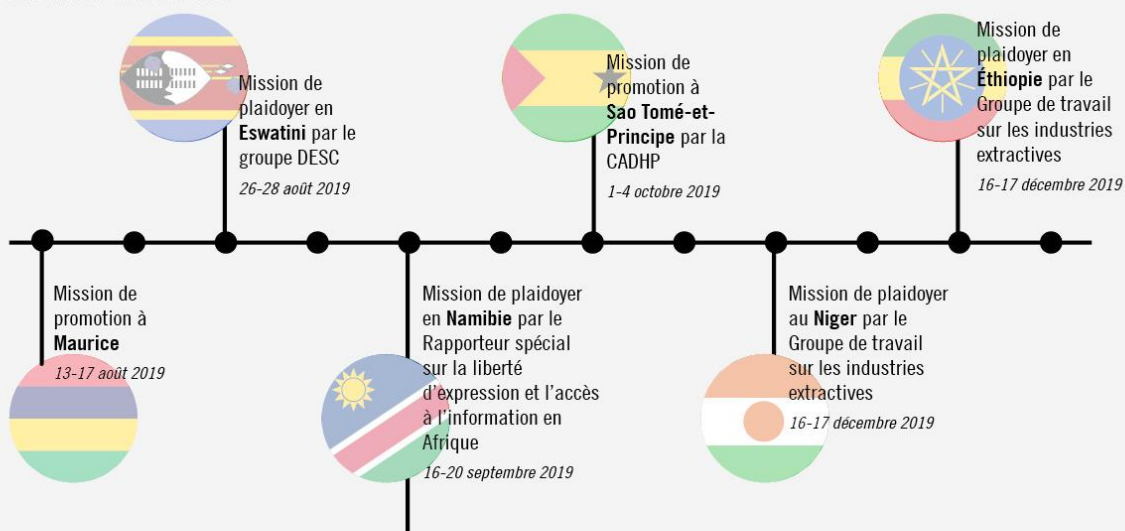 Mission de
plaidoyer en
Eswatini par le
groupe DESC
26-28 août 2019
Mission de
promotion à
Sao Tomé-et-
Principe par la
CADHP
1-4 octobre 2019
Mission de
plaidoyer en
Éthiopie par le
Groupe de travail
sur les industries
extractives
16-17 décembre 2019
Mission de
promotion à
Maurice
13-17 août 2019
Mission de plaidoyer
en Namibie par le
Rapporteur spécial
sur la liberté
d'expression et l'accès
à l'information en
Afrique
16-20 septembre 2019
Mission de plaidoyer
au Niger par le
Groupe de travail
sur les industries
extractives
16-17 décembre 2019